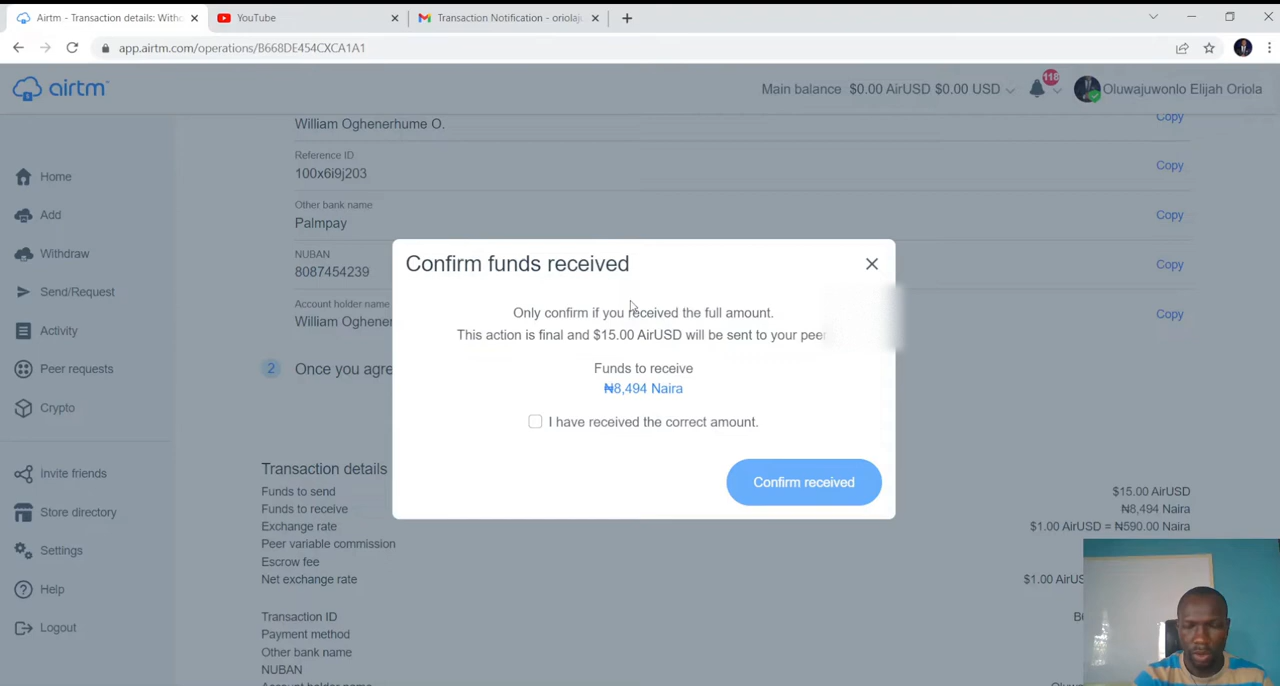 Airtm - Transaction details: With
YouTube
Transaction Notification - oriolaj
app.airtm.com/operations/B668DE454CXCA1A1
airtm
Main balance $0.00 AirUSD $0.00 USD
118
Oluwajuwonlo Elijah Oriola
Home
Add
Withdraw
Send/Request
Activity
Peer requests
Crypto
Invite friends
Store directory
Settings
Help
Logout
William Oghenerhume O.
Copy
Reference ID
100x6i9j203
Copy
Other bank name
Palmpay
Copy
NUBAN
8087454239
Copy
Account holder name
William Oghener
Copy
2 Once you agre
Confirm funds received
Only confirm if you received the full amount.
This action is final and $15.00 AirUSD will be sent to your peer
Funds to receive
₦8,494 Naira
I have received the correct amount.
Confirm received
Transaction details
Funds to send $15.00 AirUSD
Funds to receive ₦8,494 Naira
Exchange rate $1.00 AirUSD = ₦590.00 Naira
Peer variable commission
Escrow fee
Net exchange rate $1.00 AirUS
Transaction ID
Payment method
Other bank name
NUBAN